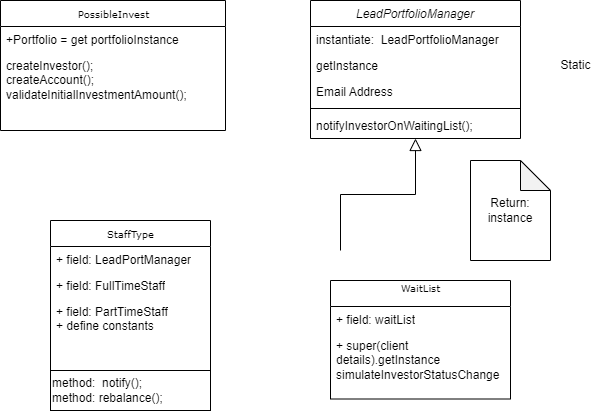 PossibleInvest
+Portfolio = get portfolioInstance
createInvestor();
createAccount();
validateInitialInvestmentAmount();
LeadPortfolioManager
instantiate:  LeadPortfolioManager
getInstance
Email Address
notifyInvestorOnWaitingList();
Static
Return:
instance
StaffType
+ field: LeadPortManager
+ field: FullTimeStaff
+ field: PartTimeStaff
+ define constants
method:  notify();
method: rebalance();
WaitList
+ field: waitList
+ super(client
details).getInstance
simulateInvestorStatusChange